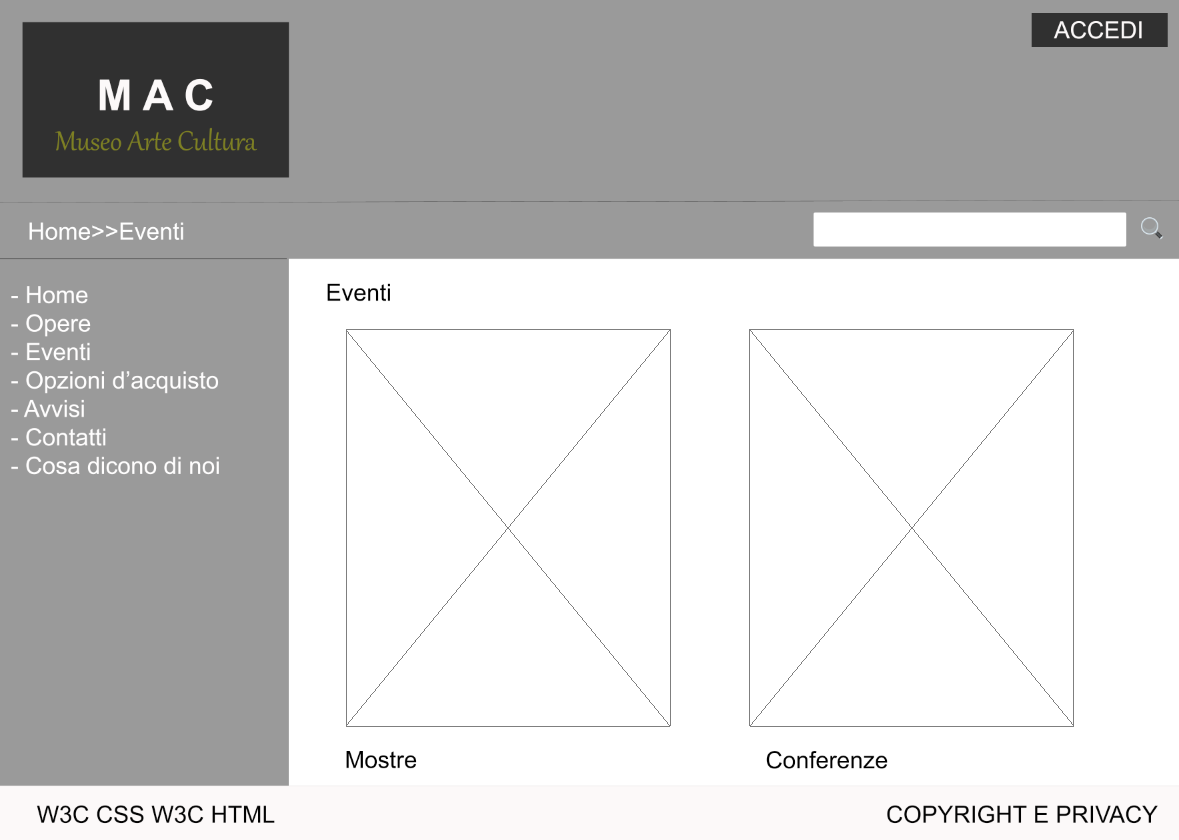 ACCEDI
M A C
Museo Arte Cultura
Home>>Eventi
- Home
- Opere
- Eventi
- Opzioni d’acquisto
- Avvisi
- Contatti
- Cosa dicono di noi
Eventi
Mostre
Conferenze
W3C CSS W3C HTML
COPYRIGHT E PRIVACY